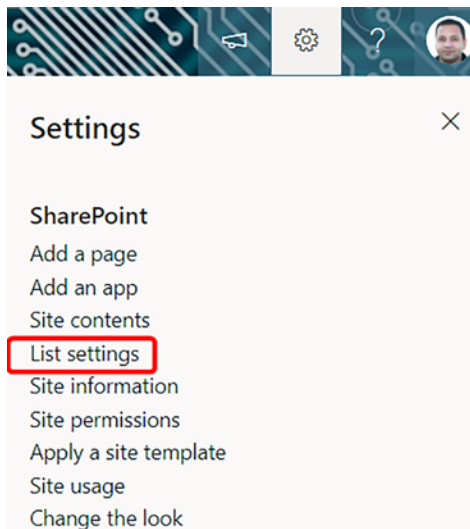 ?
Settings
SharePoint
Add a page
Add an app
Site contents
List settings
Site information
Site permissions
Apply a site template
Site usage
Change the look